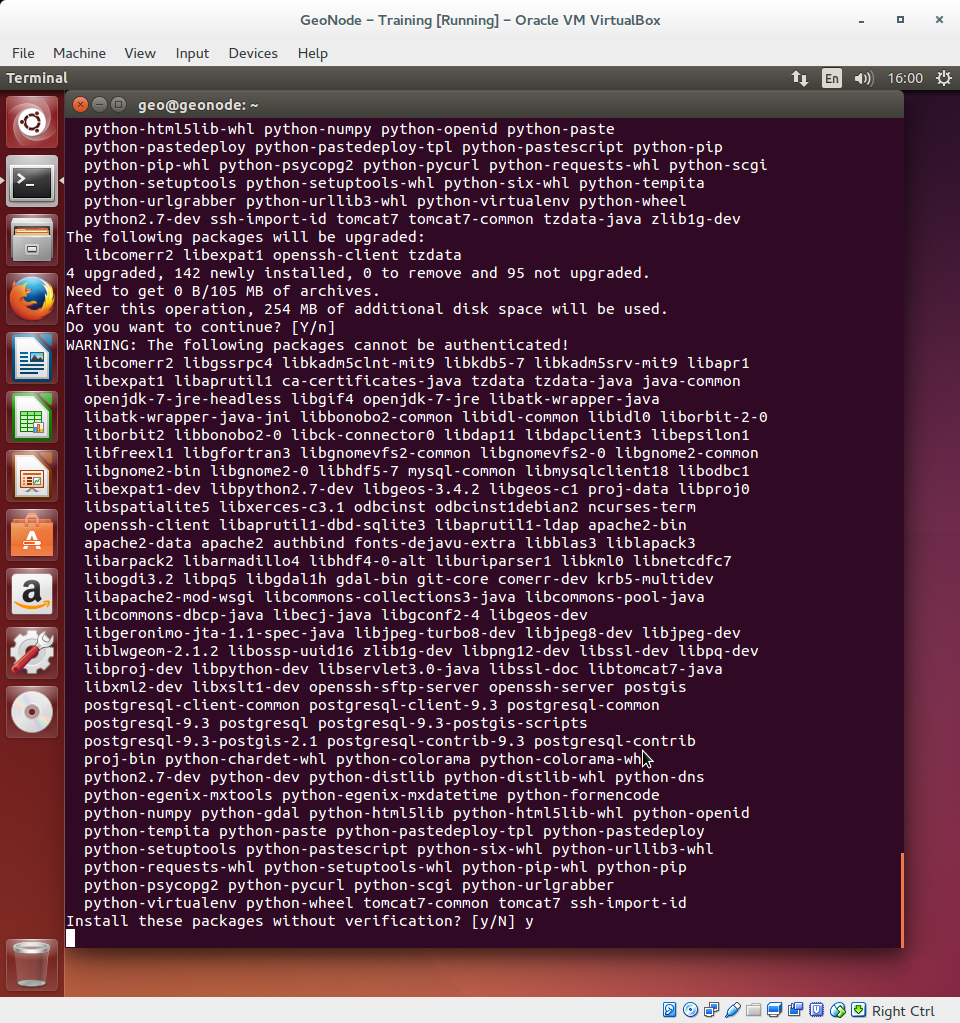 GeoNode – Training [Running] – Oracle VM VirtualBox
File Machine View Input Devices Help
Terminal En 16:00
geo@geonode: ~
python-html5lib-whl python-numpy python-openid python-paste
python-pastedeploy python-pastedeploy-tpl python-pastescript python-pip
python-pip-whl python-psycopg2 python-pycurl python-requests-whl python-scgi
python-setuptools python-setuptools-whl python-six-whl python-tempita
python-urlgrabber python-urllib3-whl python-virtualenv python-wheel
python2.7-dev ssh-import-id tomcat7 tomcat7-common tzdata-java zlib1g-dev
The following packages will be upgraded:
libcomerr2 libexpat1 openssh-client tzdata
4 upgraded, 142 newly installed, 0 to remove and 95 not upgraded.
Need to get 0 B/105 MB of archives.
After this operation, 254 MB of additional disk space will be used.
Do you want to continue? [Y/n]
WARNING: The following packages cannot be authenticated!
libcomerr2 libgssrpc4 libkadm5clnt-mit9 libkdb5-7 libkadm5srv-mit9 libapr1
libexpat1 libaprutil1 ca-certificates-java tzdata tzdata-java java-common
openjdk-7-jre-headless libgif4 openjdk-7-jre libatk-wrapper-java
libatk-wrapper-java-jni libbonobo2-common libidl-common libidl0 liborbit-2-0
liborbit2 libbonobo2-0 libck-connector0 libdap11 libdapclient3 libepsilon1
libfreexl1 libgfortran3 libgnomevfs2-common libgnomevfs2-0 libgnome2-common
libgnome2-bin libgnome2-0 libhdf5-7 mysql-common libmysqlclient18 libodbc1
libexpat1-dev libpython2.7-dev libgeos-3.4.2 libgeos-c1 proj-data libproj0
libspatialite5 libxerces-c3.1 odbcinst odbcinst1debian2 ncurses-term
openssh-client libaprutil1-dbd-sqlite3 libaprutil1-ldap apache2-bin
apache2-data apache2 authbind fonts-dejavu-extra libblas3 liblapack3
libarpack2 libarmadillo4 libhdf4-0-alt liburiparser1 libkml0 libnetcdfc7
libogdi3.2 libpq5 libgdal1h gdal-bin git-core comerr-dev krb5-multidev
libapache2-mod-wsgi libcommons-collections3-java libcommons-pool-java
libcommons-dbcp-java libecj-java libgconf2-4 libgeos-dev
libgeronimo-jta-1.1-spec-java libjpeg-turbo8-dev libjpeg8-dev libjpeg-dev
liblwgeom-2.1.2 libossp-uuid16 zlib1g-dev libpng12-dev libssl-dev libpq-dev
libproj-dev libpython-dev libservlet3.0-java libssl-doc libtomcat7-java
libxml2-dev libxslt1-dev openssh-sftp-server openssh-server postgis
postgresql-client-common postgresql-client-9.3 postgresql-common
postgresql-9.3 postgresql postgresql-9.3-postgis-scripts
postgresql-9.3-postgis-2.1 postgresql-contrib-9.3 postgresql-contrib
proj-bin python-chardet-whl python-colorama python-colorama-whl
python2.7-dev python-dev python-distlib python-distlib-whl python-dns
python-egenix-mxtools python-egenix-mxdatetime python-formencode
python-numpy python-gdal python-html5lib python-html5lib-whl python-openid
python-tempita python-paste python-pastedeploy-tpl python-pastedeploy
python-setuptools python-pastescript python-six-whl python-urllib3-whl
python-requests-whl python-setuptools-whl python-pip-whl python-pip
python-psycopg2 python-pycurl python-scgi python-urlgrabber
python-virtualenv python-wheel tomcat7-common tomcat7 ssh-import-id
Install these packages without verification? [y/N] y
Right Ctrl